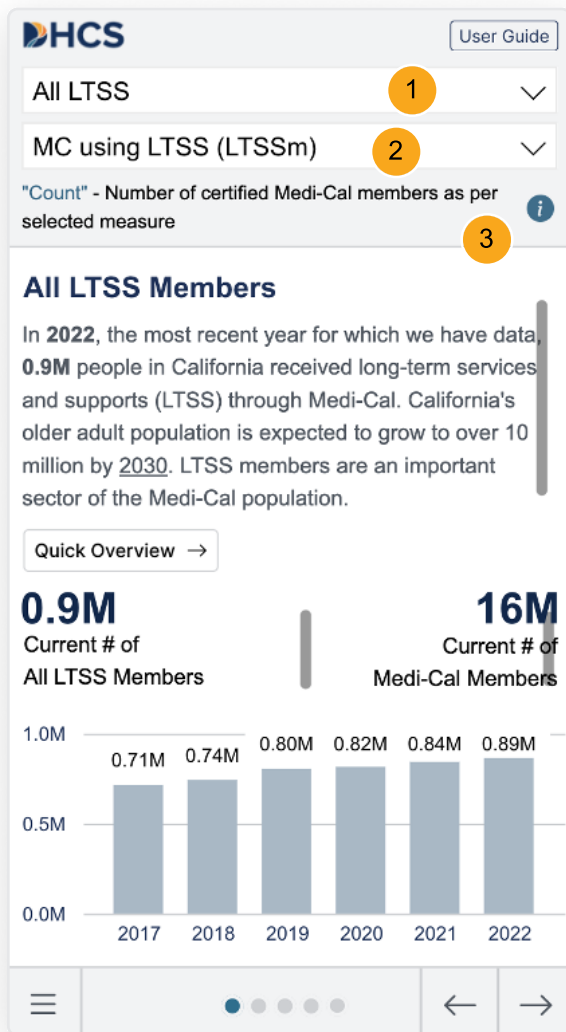 DHCS
User Guide
All LTSS
1
MC using LTSS (LTSSm)
2
"Count" - Number of certified Medi-Cal members as per
selected measure
i
3
All LTSS Members
In 2022, the most recent year for which we have data,
0.9M people in California received long-term services
and supports (LTSS) through Medi-Cal. California's
older adult population is expected to grow to over 10
million by 2030. LTSS members are an important
sector of the Medi-Cal population.
Quick Overview →
0.9M
Current # of
All LTSS Members
16M
Current # of
Medi-Cal Members
1.0M
0.71M 0.74M 0.80M 0.82M 0.84M 0.89M
0.5M
0.0M
2017 2018 2019 2020 2021 2022